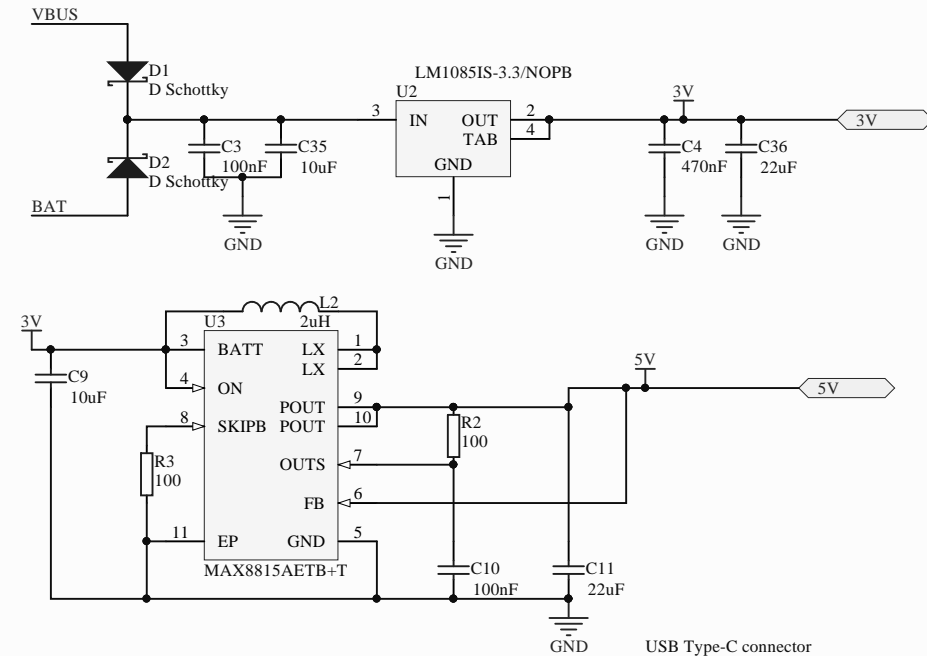 VBUS
D1
D Schottky
D2
D Schottky
BAT
C3
100nF
C35
10uF
GND
LM1085IS-3.3/NOPB
U2
3
IN
OUT
2
TAB
4
GND
1
GND
3V
3V
C4
470nF
C36
22uF
GND
GND
3V
C9
10uF
L2
2uH
U3
3
BATT
LX
1
LX
2
4
ON
POUT
9
8
SKIPB
POUT
10
OUTS
7
FB
6
11
EP
GND
5
MAX8815AETB+T
R3
100
R2
100
C10
100nF
C11
22uF
5V
5V
GND
USB Type-C connector